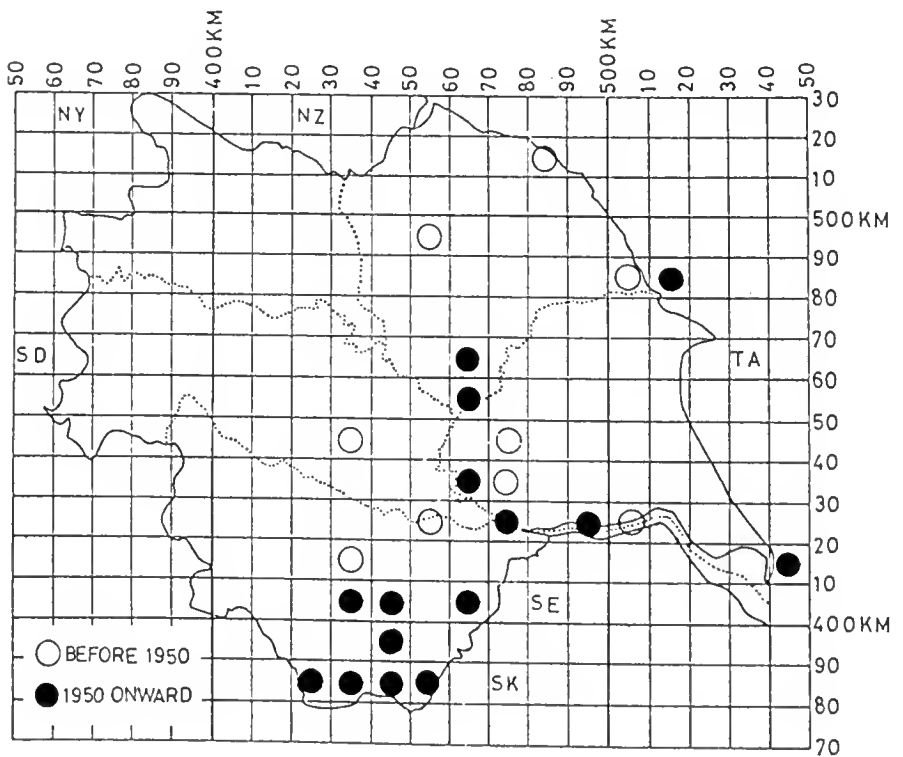 50 60 70 80 90 400KM 10 20 30 40 50 60 70 80 90 500KM 10 20 30 40 50
NY NZ 30
20
10
500KM
90
80
70
SD TA
60
50
40
30
20
10
SE
400KM
BEFORE 1950
90
SK
1950 ONWARD
80
70